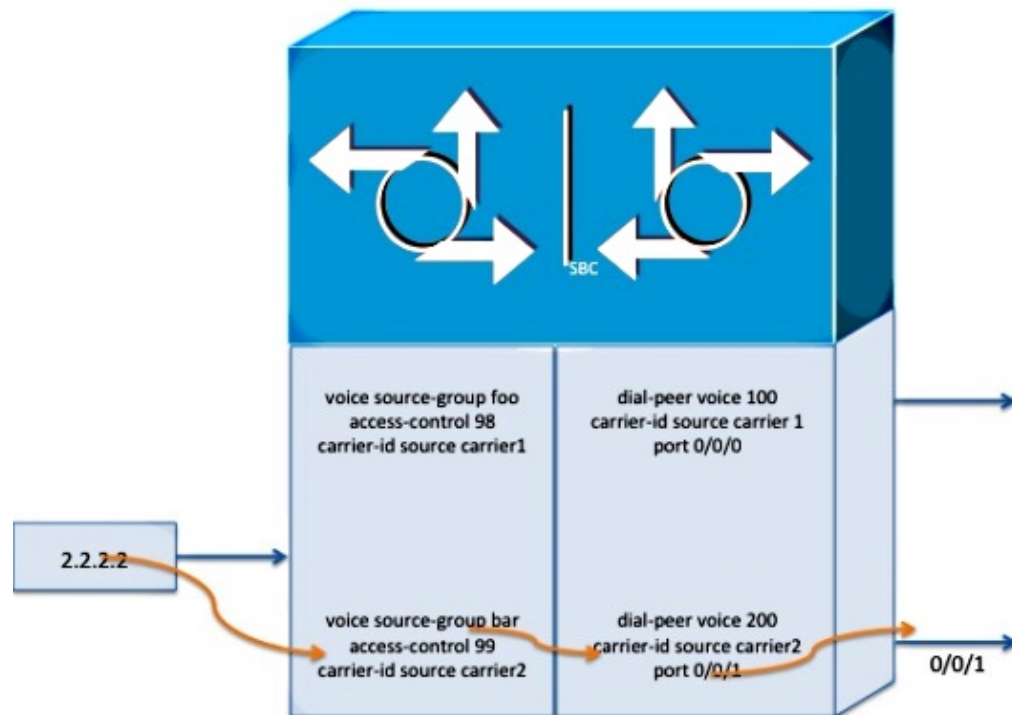 SBC
voice source-group foo
access-control 98
carrier-id source carrier1
dial-peer voice 100
carrier-id source carrier 1
port 0/0/0
2.2.2.2
voice source-group bar
access-control 99
carrier-id source carrier2
dial-peer voice 200
carrier-id source carrier2
port 0/0/1
0/0/1